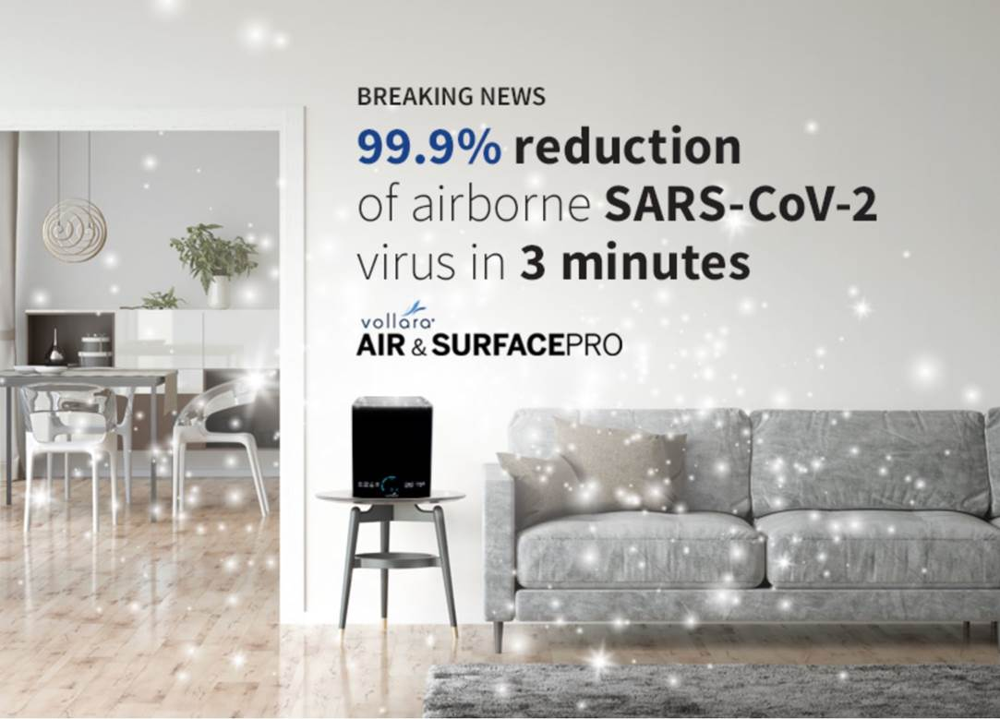 BREAKING NEWS
99.9% reduction
of airborne SARS-CoV-2
virus in 3 minutes
vollara
AIR & SURFACEPRO